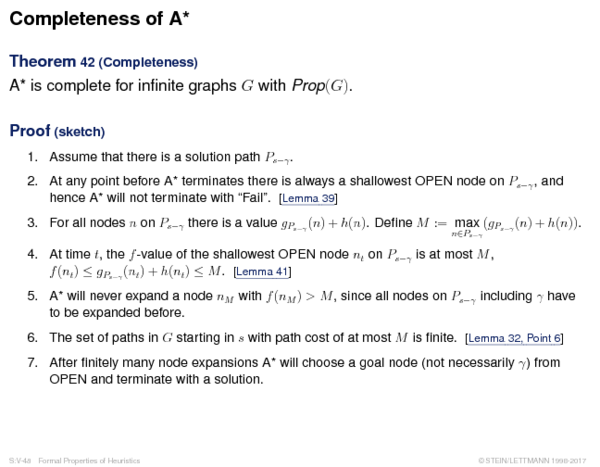 Completeness of A*
Theorem 42 (Completeness)
A* is complete for infinite graphs G with Prop(G).
Proof (sketch)
1. Assume that there is a solution path P_{s−γ}.
2. At any point before A* terminates there is always a shallowest OPEN node on P_{s−γ}, and
hence A* will not terminate with “Fail”. [Lemma 39]
3. For all nodes n on P_{s−γ} there is a value g_{P_{s−γ}}(n) + h(n). Define M := max_{n∈P_{s−γ}} (g_{P_{s−γ}}(n) + h(n)).
4. At time t, the f-value of the shallowest OPEN node n_t on P_{s−γ} is at most M,
f(n_t) ≤ g_{P_{s−γ}}(n_t) + h(n_t) ≤ M. [Lemma 41]
5. A* will never expand a node n_M with f(n_M) > M, since all nodes on P_{s−γ} including γ have
to be expanded before.
6. The set of paths in G starting in s with path cost of at most M is finite. [Lemma 32, Point 6]
7. After finitely many node expansions A* will choose a goal node (not necessarily γ) from
OPEN and terminate with a solution.
S:V-48 Formal Properties of Heuristics
© STEIN/LETTMANN 1998-2017